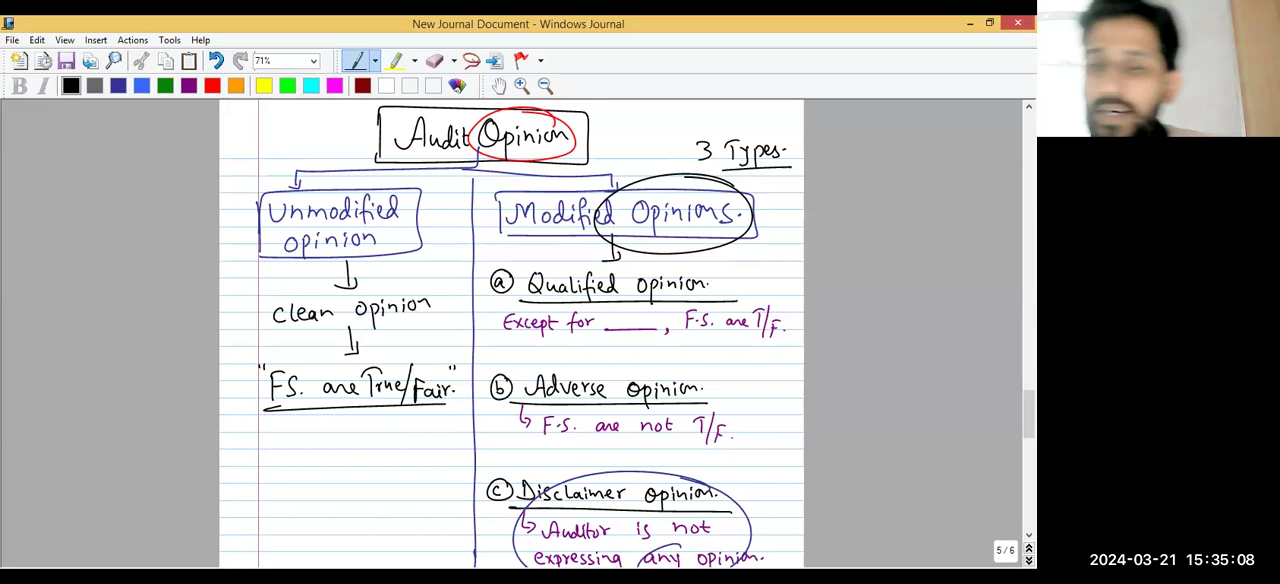 New Journal Document - Windows Journal
File Edit View Insert Actions Tools Help
71%
B I
Audit Opinion
3 Types.
Unmodified
opinion
clean opinion
"FS. are True/Fair."
Modified Opinions.
a Qualified opinion.
Except for ____, F.S. are T/F.
b Adverse opinion.
F.S. are not T/F.
c Disclaimer opinion.
Auditor is not
expressing any opinion.
5/6
2024-03-21 15:35:08